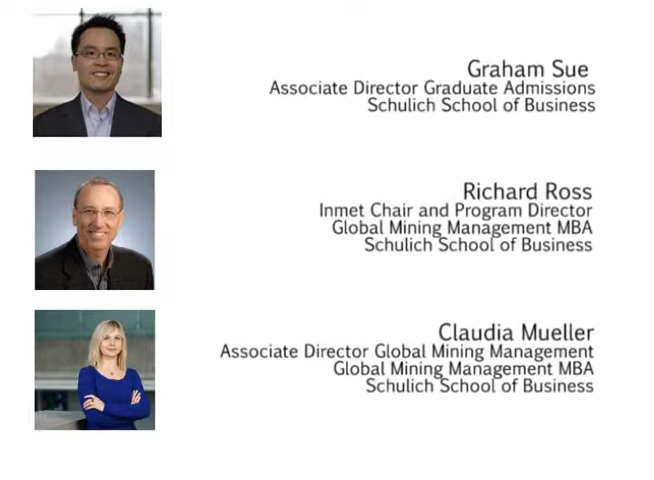 Graham Sue
Associate Director Graduate Admissions
Schulich School of Business
Richard Ross
Inmet Chair and Program Director
Global Mining Management MBA
Schulich School of Business
Claudia Mueller
Associate Director Global Mining Management
Global Mining Management MBA
Schulich School of Business